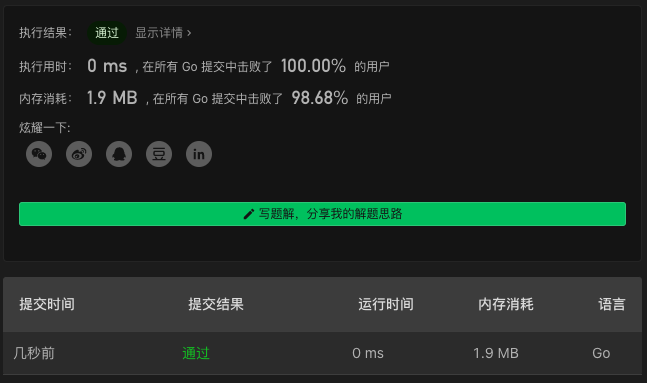 执行结果： 通过 显示详情 ›
执行用时： 0 ms ，在所有 Go 提交中击败了 100.00% 的用户
内存消耗： 1.9 MB ，在所有 Go 提交中击败了 98.68% 的用户
炫耀一下:
豆 in
写题解，分享我的解题思路
提交时间 提交结果 运行时间 内存消耗 语言
几秒前 通过 0 ms 1.9 MB Go